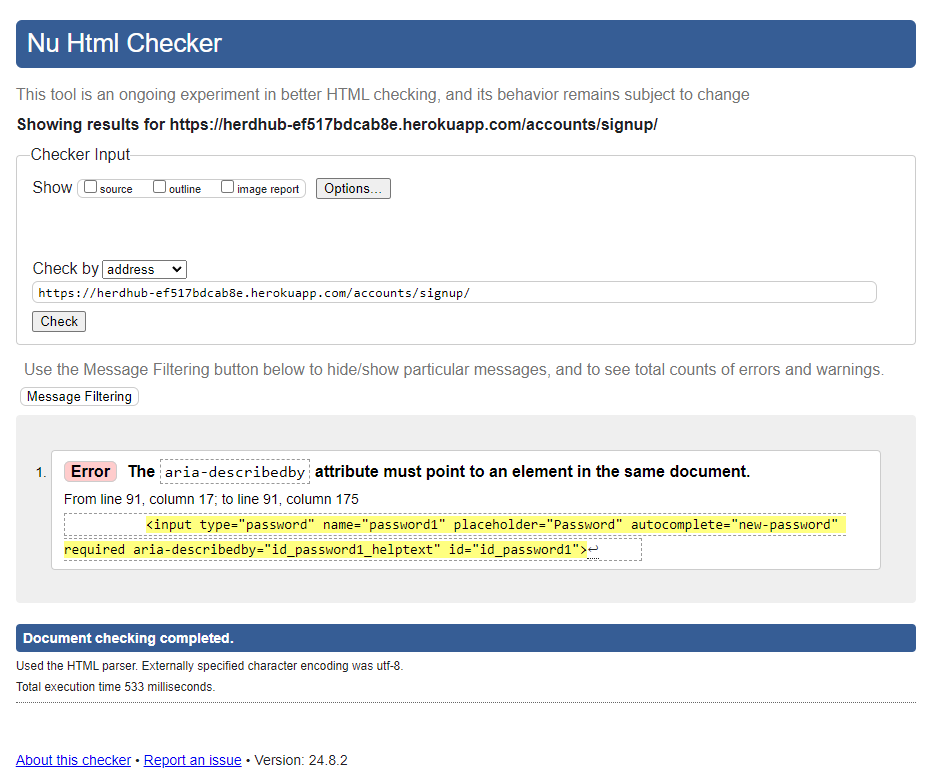 Nu Html Checker
This tool is an ongoing experiment in better HTML checking, and its behavior remains subject to change
Showing results for https://herdhub-ef517bdcab8e.herokuapp.com/accounts/signup/
Checker Input
Show source outline image report Options...
Check by address
https://herdhub-ef517bdcab8e.herokuapp.com/accounts/signup/
Check
Use the Message Filtering button below to hide/show particular messages, and to see total counts of errors and warnings.
Message Filtering
1. Error The aria-describedby attribute must point to an element in the same document.
From line 91, column 17; to line 91, column 175
<input type="password" name="password1" placeholder="Password" autocomplete="new-password"
required aria-describedby="id_password1_helptext" id="id_password1">↩
Document checking completed.
Used the HTML parser. Externally specified character encoding was utf-8.
Total execution time 533 milliseconds.
About this checker • Report an issue • Version: 24.8.2